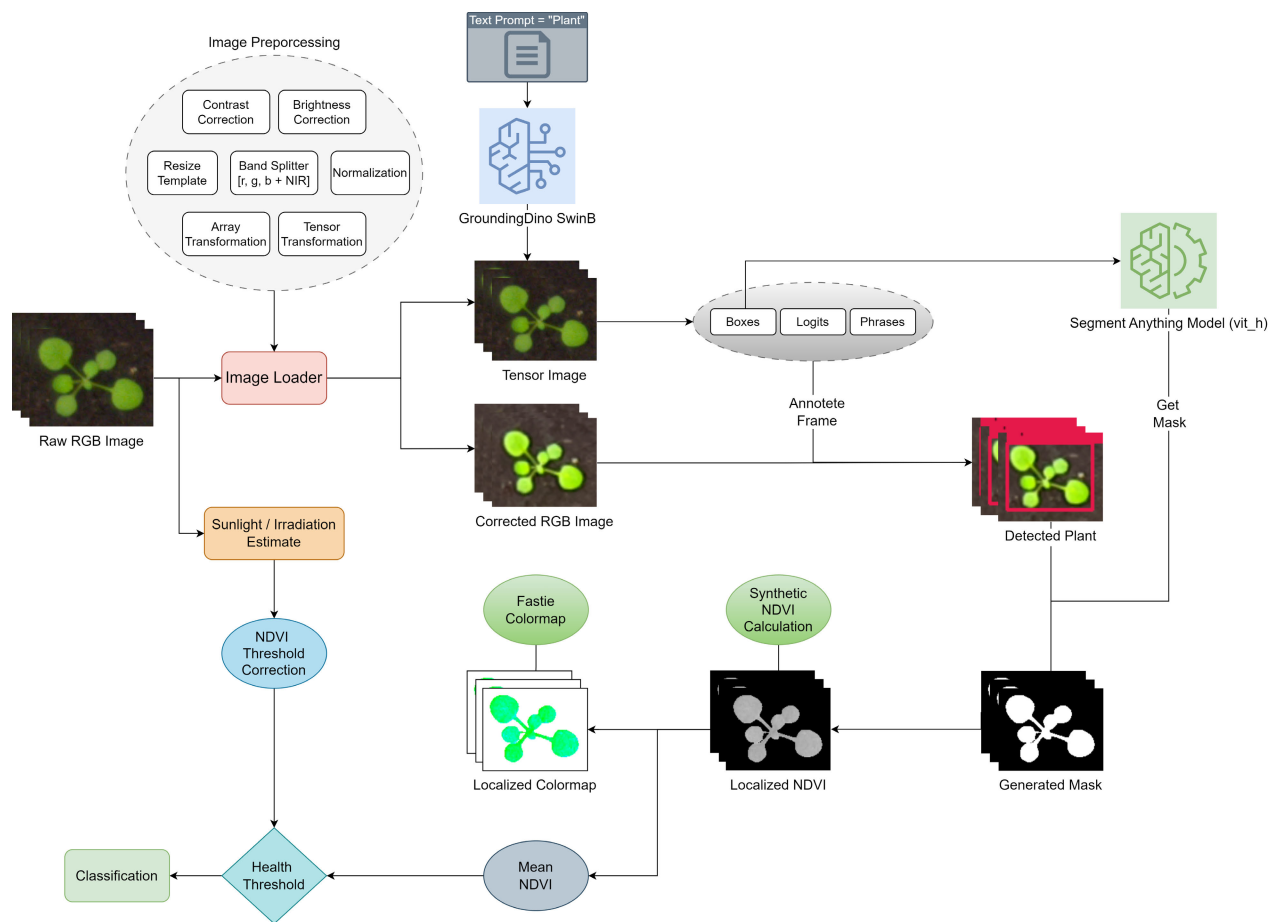 Text Prompt = "Plant"
Image Preporcessing
Contrast
Correction
Brightness
Correction
Resize
Template
Band Splitter
[r, g, b + NIR]
Normalization
Array
Transformation
Tensor
Transformation
GroundingDino SwinB
Boxes
Logits
Phrases
Segment Anything Model (vit_h)
Image Loader
Tensor Image
Raw RGB Image
Annotete
Frame
Get
Mask
Corrected RGB Image
Detected Plant
Sunlight / Irradiation
Estimate
Fastie
Colormap
Synthetic
NDVI
Calculation
NDVI
Threshold
Correction
Localized Colormap
Localized NDVI
Generated Mask
Classification
Health
Threshold
Mean
NDVI